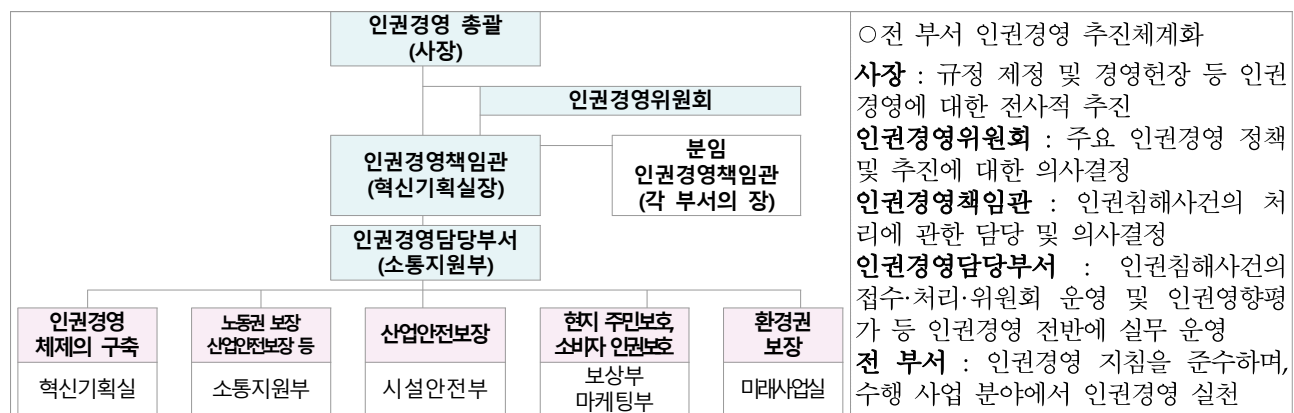 인권경영 총괄
(사장)
인권경영위원회
인권경영책임관
(혁신기획실장)
분임
인권경영책임관
(각 부서의 장)
인권경영담당부서
(소통지원부)
인권경영
체제의 구축
혁신기획실
노동권 보장
산업안전보장 등
소통지원부
산업안전보장
시설안전부
현지 주민보호,
소비자 인권보호
보상부
마케팅부
환경권
보장
미래사업실
○전 부서 인권경영 추진체계화
사장 : 규정 제정 및 경영헌장 등 인권
경영에 대한 전사적 추진
인권경영위원회 : 주요 인권경영 정책
및 추진에 대한 의사결정
인권경영책임관 : 인권침해사건의 처
리에 관한 담당 및 의사결정
인권경영담당부서 : 인권침해사건의
접수·처리·위원회 운영 및 인권영향평
가 등 인권경영 전반에 실무 운영
전 부서 : 인권경영 지침을 준수하며,
수행 사업 분야에서 인권경영 실천